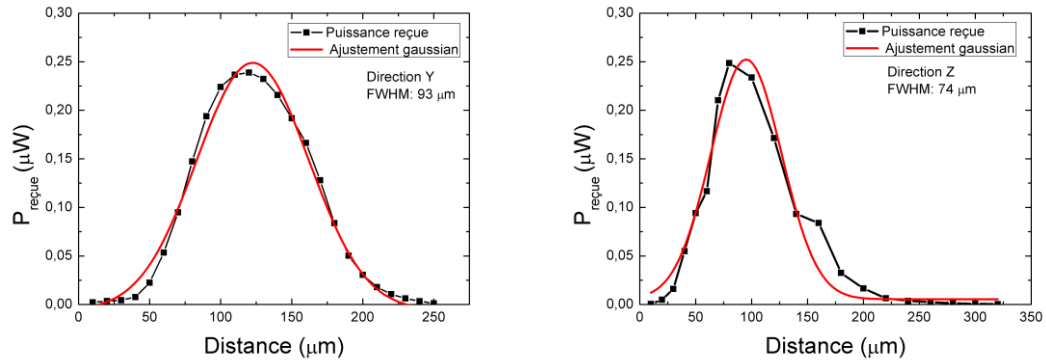 0,30
0,25
0,20
0,15
0,10
0,05
0,00
P reçue (μW)
Puissance reçue
Ajustement gaussian
Direction Y
FWHM: 93 μm
0 50 100 150 200 250
Distance (μm)
0,30
0,25
0,20
0,15
0,10
0,05
0,00
P reçue (μW)
Puissance reçue
Ajustement gaussian
Direction Z
FWHM: 74 μm
0 50 100 150 200 250 300 350
Distance (μm)